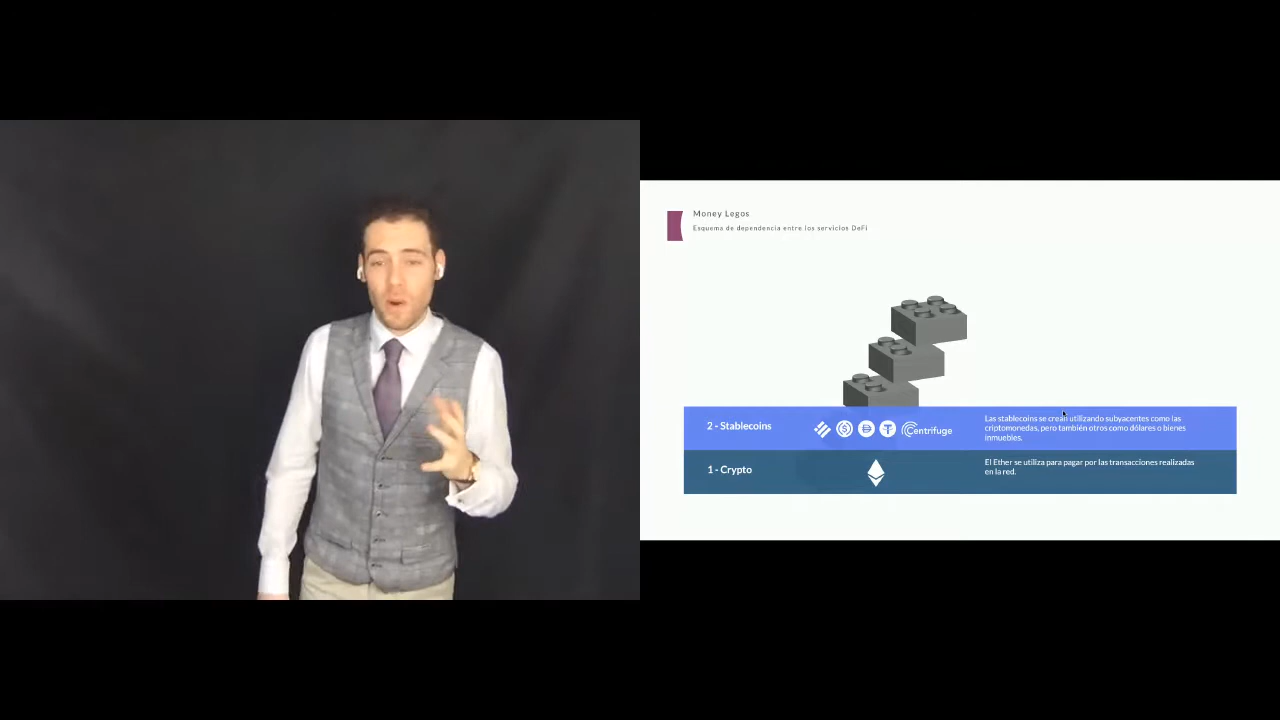 Money Legos
Esquema de dependencia entre los servicios DeFi
2 - Stablecoins
Centrifuge
Las stablecoins se crean utilizando subyacentes como las
criptomonedas, pero también otros como dólares o bienes
inmuebles.
1 - Crypto
El Ether se utiliza para pagar por las transacciones realizadas
en la red.